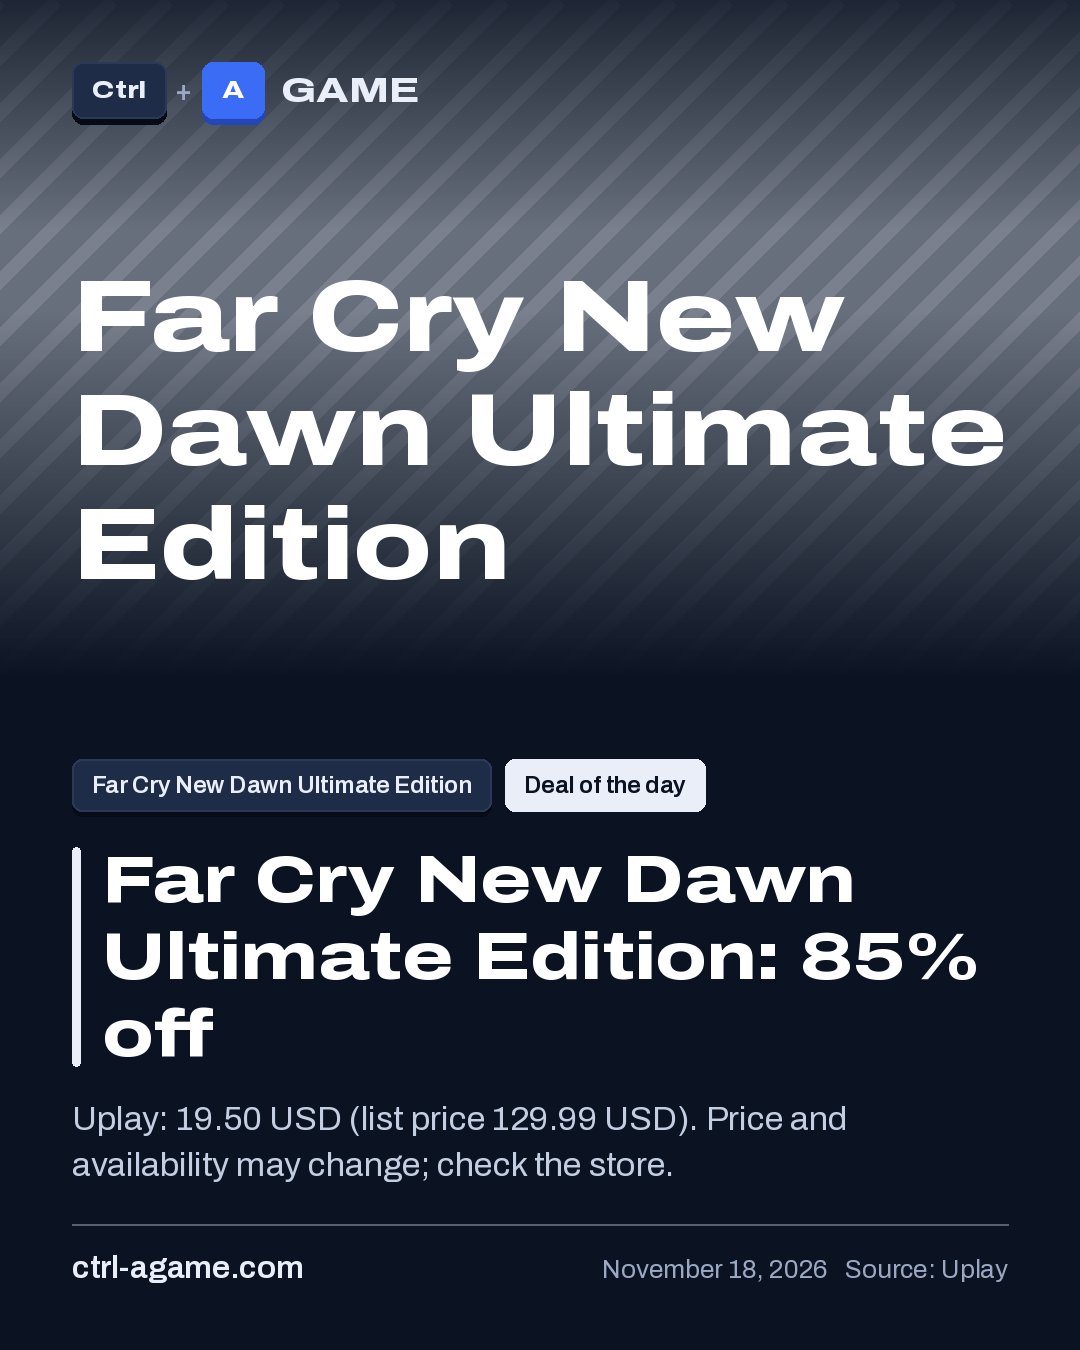 Ctrl + A GAME
Far Cry New
Dawn Ultimate
Edition
Far Cry New Dawn Ultimate Edition
Deal of the day
Far Cry New Dawn
Ultimate Edition: 85%
off
Uplay: 19.50 USD (list price 129.99 USD). Price and
availability may change; check the store.
ctrl-agame.com
November 18, 2026 Source: Uplay